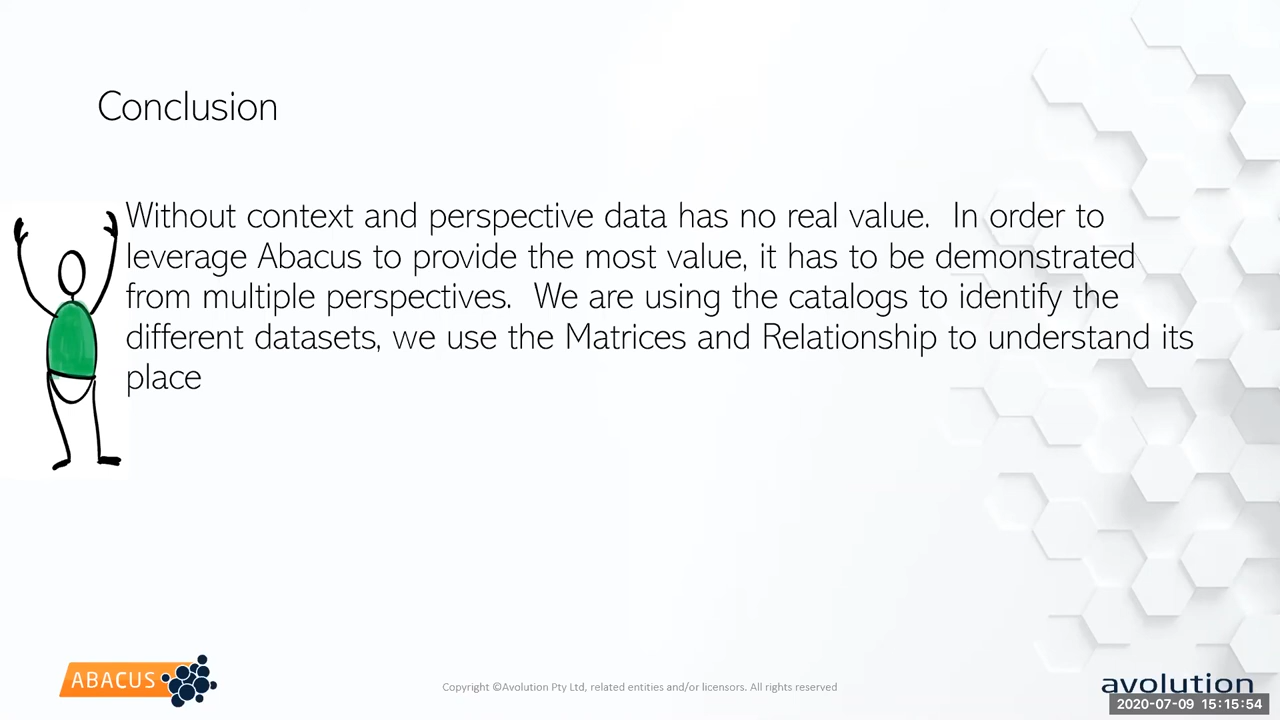 Conclusion
Without context and perspective data has no real value.  In order to
leverage Abacus to provide the most value, it has to be demonstrated
from multiple perspectives.  We are using the catalogs to identify the
different datasets, we use the Matrices and Relationship to understand its
place
ABACUS
Copyright ©Avolution Pty Ltd, related entities and/or licensors. All rights reserved
avolution
2020-07-09 15:15:54